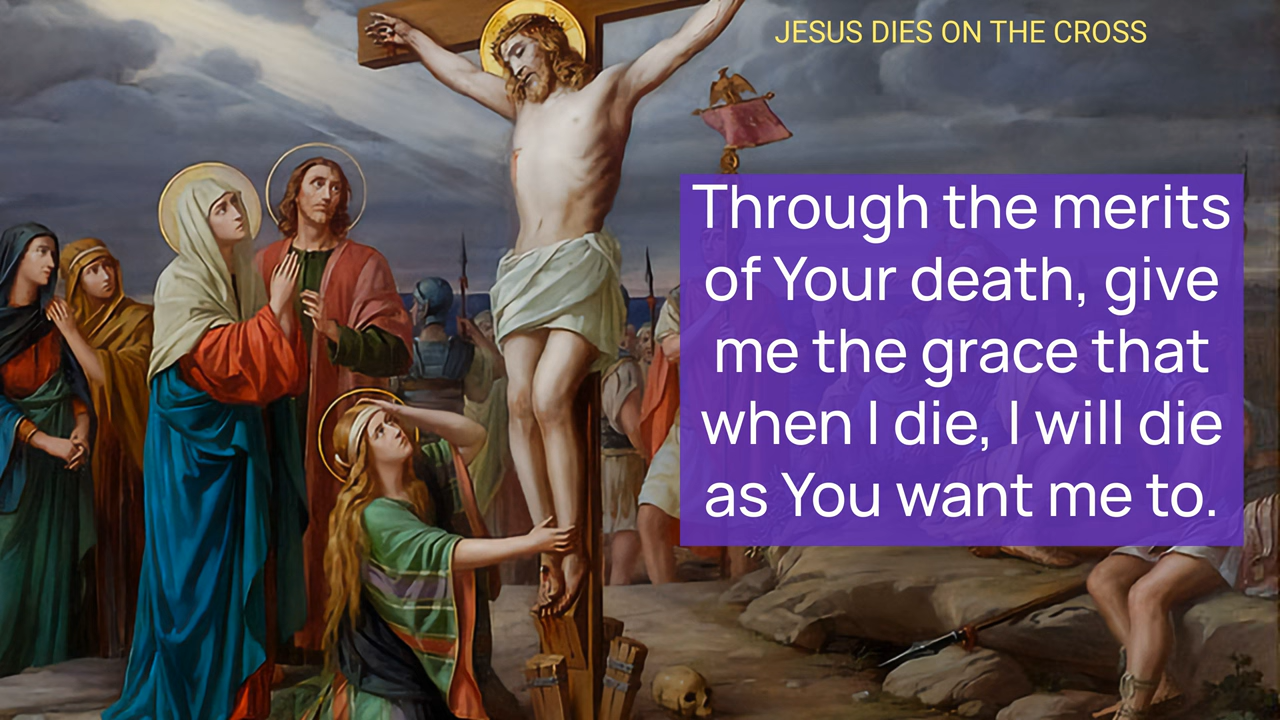 JESUS DIES ON THE CROSS
Through the merits
of Your death, give
me the grace that
when I die, I will die
as You want me to.